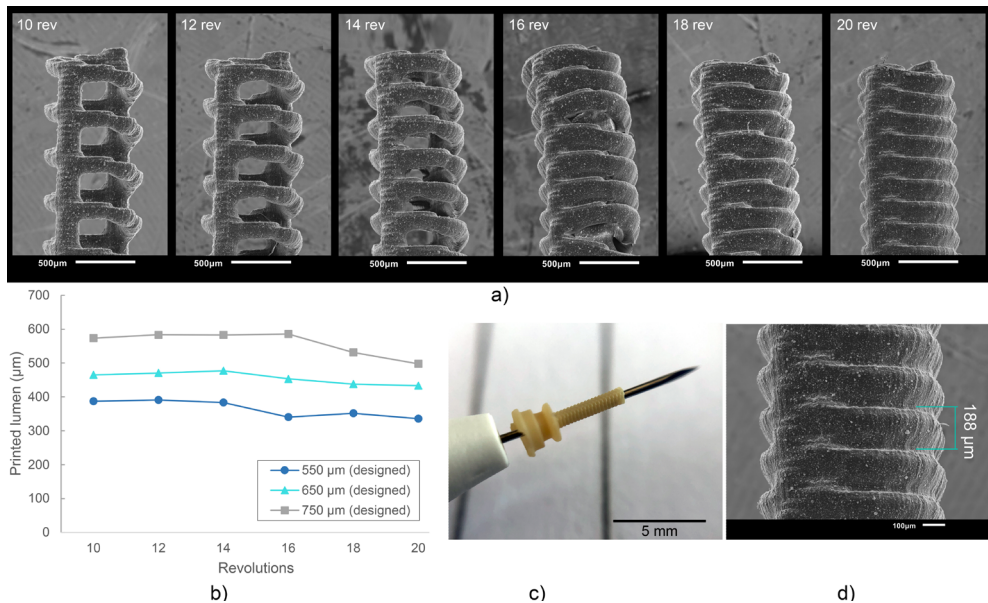 10 rev
12 rev
14 rev
16 rev
18 rev
20 rev
500μm
500μm
500μm
500μm
500μm
500μm
a)
700
600
500
400
300
200
100
0
Printed lumen (μm)
550 μm (designed)
650 μm (designed)
750 μm (designed)
10
12
14
16
18
20
Revolutions
b)
5 mm
c)
188 μm
100μm
d)